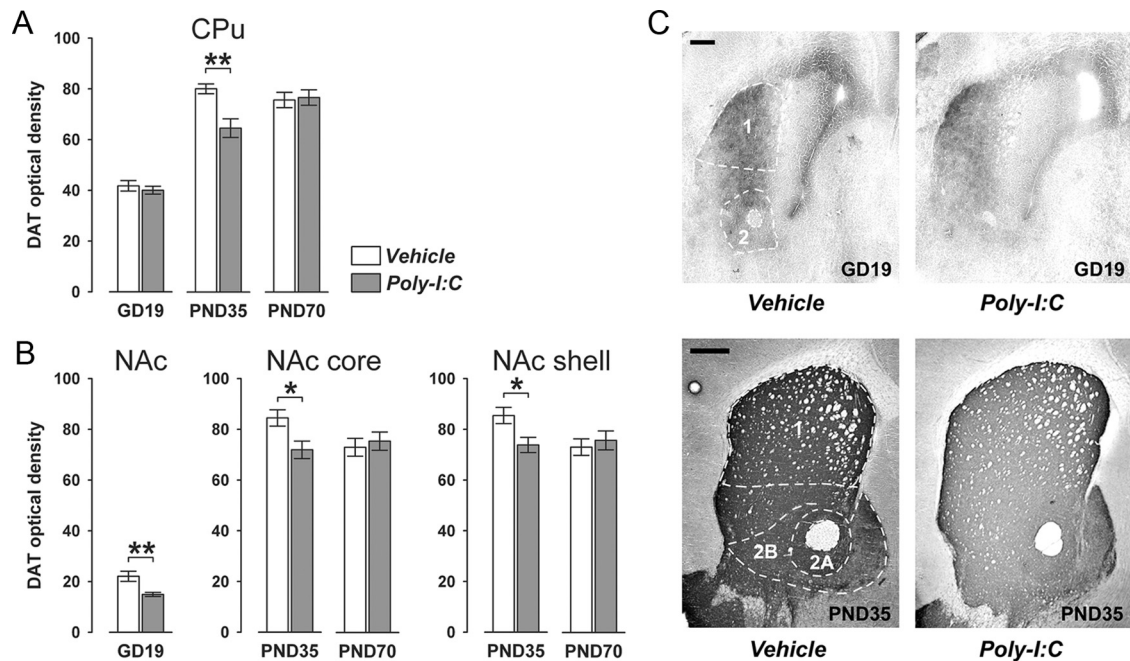 A
CPu
DAT optical density
100
80
60
40
20
0
**
GD19 PND35 PND70
Vehicle
Poly-I:C
B
NAc NAc core NAc shell
DAT optical density
100
80
60
40
20
0
**
GD19
100
80
60
40
20
0
*
PND35 PND70
100
80
60
40
20
0
*
PND35 PND70
C
1
2
GD19 GD19
Vehicle Poly-I:C
1
2B 2A
PND35 PND35
Vehicle Poly-I:C